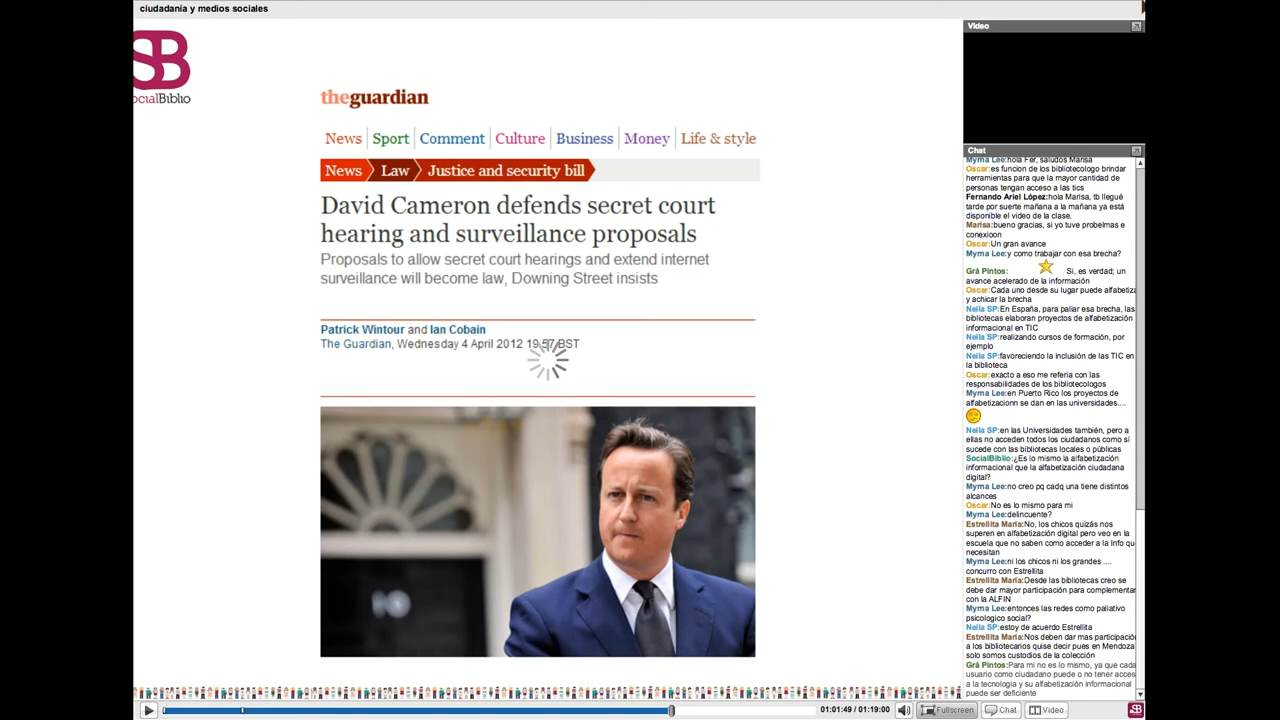 ciudadanía y medios sociales
SB
ocialBiblio
theguardian
News Sport Comment Culture Business Money Life & style
News Law Justice and security bill
David Cameron defends secret court
hearing and surveillance proposals
Proposals to allow secret court hearings and extend internet
surveillance will become law, Downing Street insists
Patrick Wintour and Ian Cobain
The Guardian, Wednesday 4 April 2012 19.57 BST
Video
Chat
Myrna Lee:hola Fer, saludos Marisa
Oscar:es funcion de los bibliotecologo brindar
herramientas para que la mayor cantidad de
personas tengan acceso a las tics
Fernando Ariel López:hola Marisa, tb llegué
tarde por suerte mañana a la mañana ya está
disponible el video de la clase.
Marisa:bueno gracias, si yo tuve probelmas e
conexioon
Oscar:Un gran avance
Myrna Lee:y como trabajar con esa brecha?
Grá Pintos: Si, es verdad; un
avance acelerado de la información
Oscar:Cada uno desde su lugar puede alfabetiza
y achicar la brecha
Neila SP:En España, para paliar esa brecha, las
bibliotecas elaboran proyectos de alfabetización
informacional en TIC
Neila SP:realizando cursos de formación, por
ejemplo
Neila SP:favoreciendo la inclusión de las TIC en
la biblioteca
Oscar:exacto a eso me referia con las
responsabilidades de los bibliotecologos
Myrna Lee:en Puerto Rico los proyectos de
alfabetizacionn se dan en las universidades....
Neila SP:en las Universidades también, pero a
ellas no acceden todos los ciudadanos como sí
sucede con las bibliotecas locales o públicas
SocialBiblio:¿Es lo mismo la alfabetización
informacional que la alfabetización ciudadana
digital?
Myrna Lee:no creo pq cadq una tiene distintos
alcances
Oscar:No es lo mismo para mi
Myrna Lee:delincuente?
Estrellita María:No, los chicos quizás nos
superen en alfabetización digital pero veo en la
escuela que no saben como acceder a la Info qu
necesitan
Myrna Lee:ni los chicos ni los grandes ....
concurro con Estrellita
Estrellita María:Desde las bibliotecas creo se
debe dar mayor participación para complementar
con la ALFIN
Myrna Lee:entonces las redes como paliativo
psicologico social?
Neila SP:estoy de acuerdo Estrellita
Estrellita María:Nos deben dar mas participació
a los bibliotecarios quise decir pues en Mendoza
solo somos custodios de la colección
Grá Pintos:Para mi no es lo mismo, ya que cada
usuario como ciudadano puede o no tener acces
a la tecnología y su alfabetización informacional
puede ser deficiente
01:01:49 / 01:19:00 Fullscreen Chat Video SB